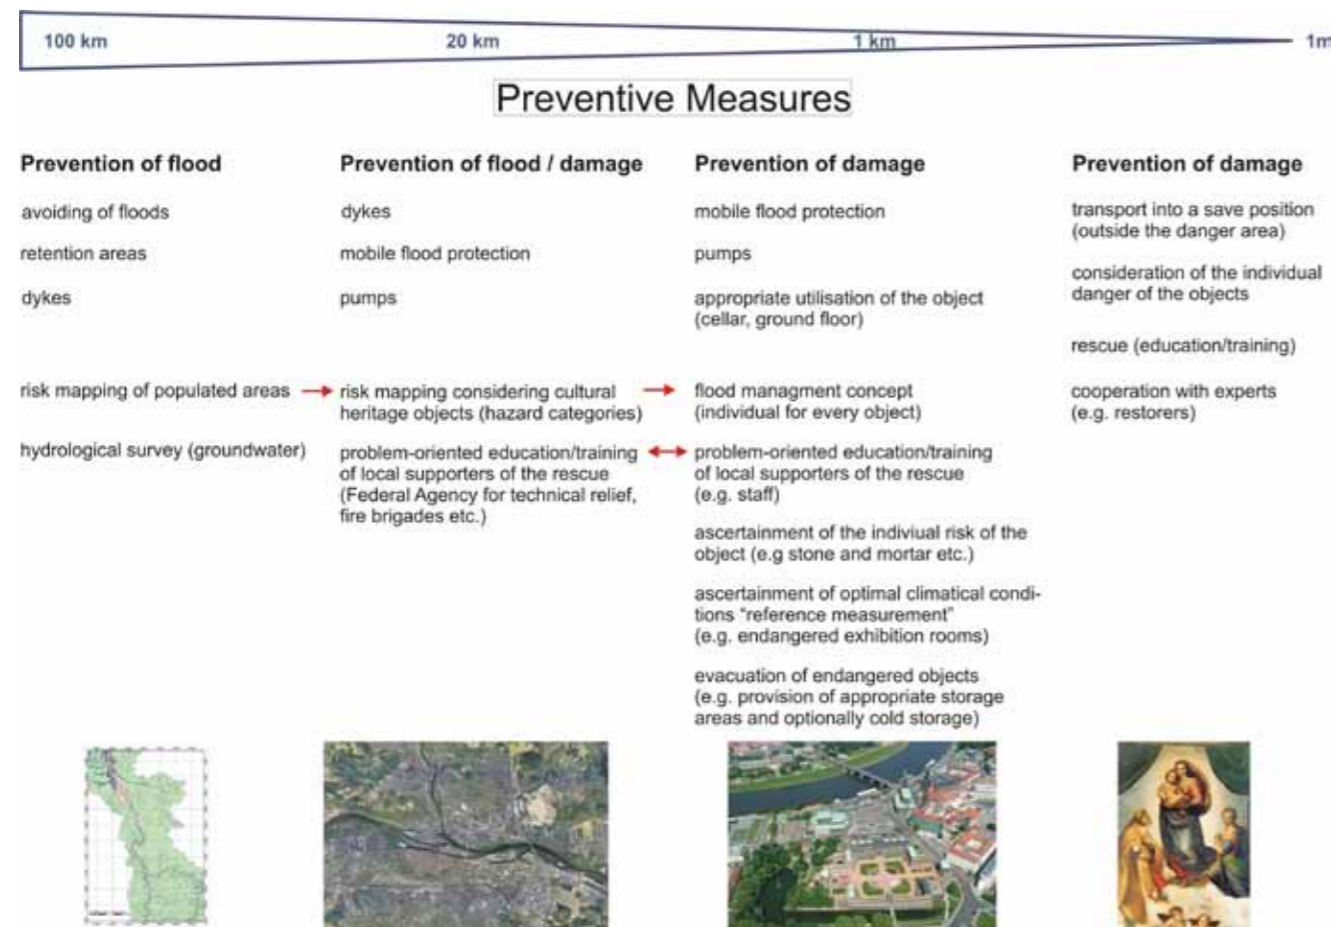 100 km 20 km 1 km 1m
Preventive Measures
Prevention of flood
avoiding of floods
retention areas
dykes
risk mapping of populated areas
hydrological survey (groundwater)
Prevention of flood / damage
dykes
mobile flood protection
pumps
risk mapping considering cultural
heritage objects (hazard categories)
problem-oriented education/training
of local supporters of the rescue
(Federal Agency for technical relief,
fire brigades etc.)
Prevention of damage
mobile flood protection
pumps
appropriate utilisation of the object
(cellar, ground floor)
flood managment concept
(individual for every object)
problem-oriented education/training
of local supporters of the rescue
(e.g. staff)
ascertainment of the indiviual risk of the
object (e.g stone and mortar etc.)
ascertainment of optimal climatical condi-
tions “reference measurement”
(e.g. endangered exhibition rooms)
evacuation of endangered objects
(e.g. provision of appropriate storage
areas and optionally cold storage)
Prevention of damage
transport into a save position
(outside the danger area)
consideration of the individual
danger of the objects
rescue (education/training)
cooperation with experts
(e.g. restorers)